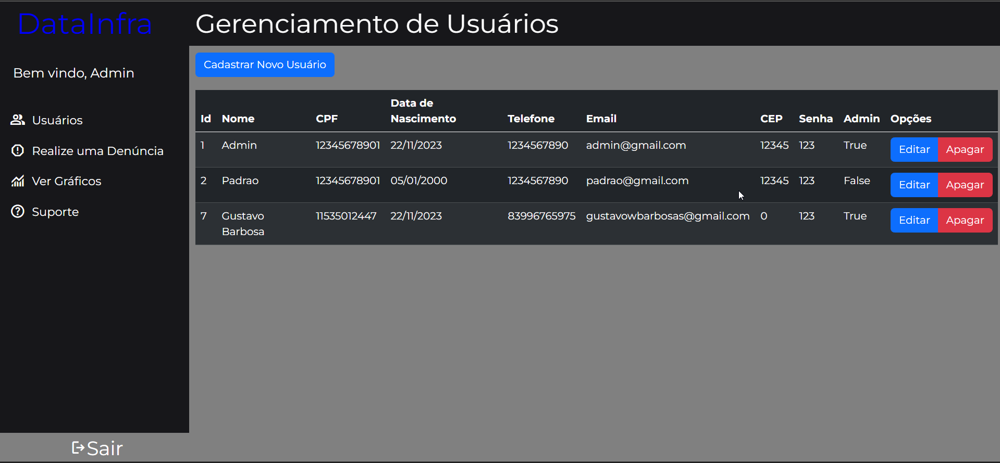 DataInfra
Gerenciamento de Usuários
Bem vindo, Admin
Usuários
Realize uma Denúncia
Ver Gráficos
Suporte
Sair
Cadastrar Novo Usuário
Id Nome CPF Data de Nascimento Telefone Email CEP Senha Admin Opções
1 Admin 12345678901 22/11/2023 1234567890 admin@gmail.com 12345 123 True Editar Apagar
2 Padrao 12345678901 05/01/2000 1234567890 padrao@gmail.com 12345 123 False Editar Apagar
7 Gustavo Barbosa 11535012447 22/11/2023 83996765975 gustavowbarbosas@gmail.com 0 123 True Editar Apagar